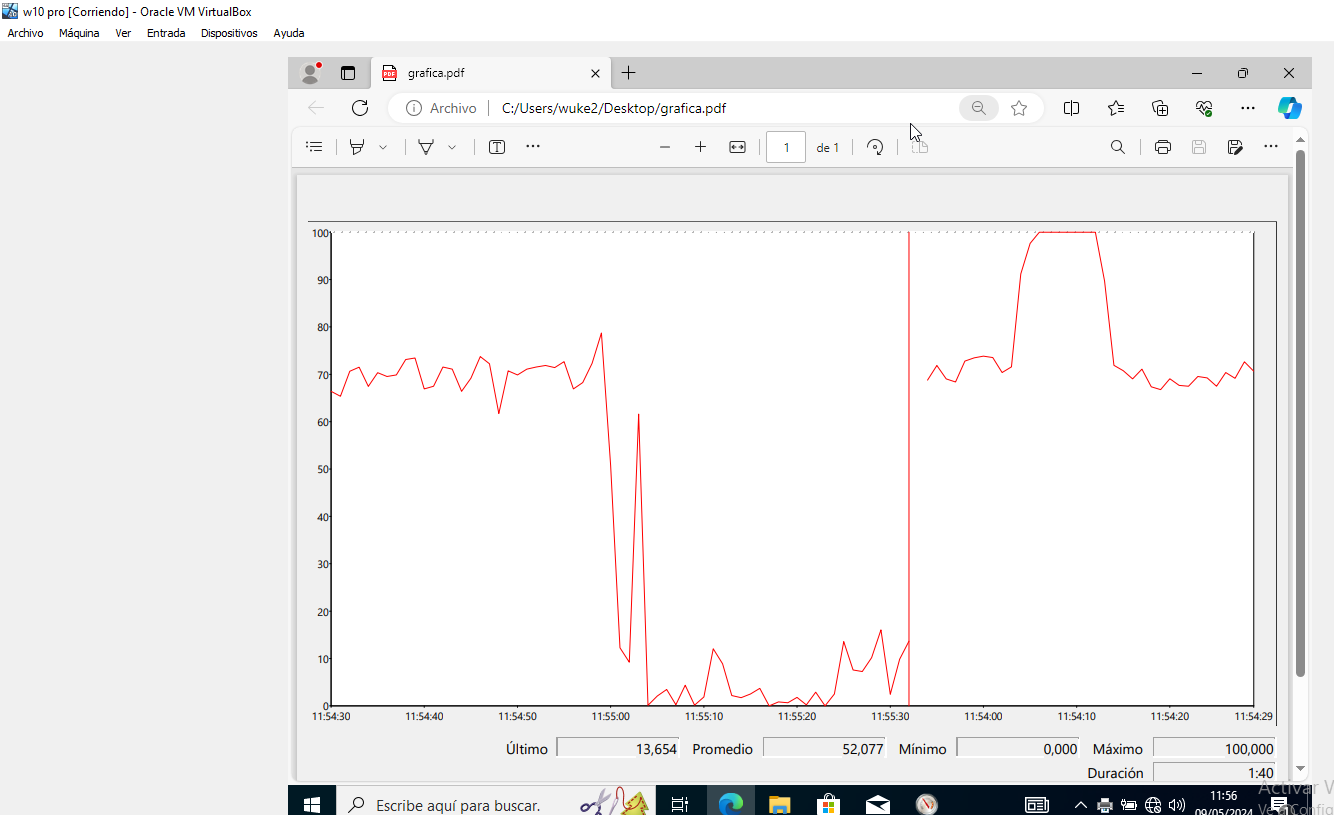 w10 pro [Corriendo] - Oracle VM VirtualBox
Archivo Máquina Ver Entrada Dispositivos Ayuda
grafica.pdf
Archivo C:/Users/wuke2/Desktop/grafica.pdf
1 de 1
100
90
80
70
60
50
40
30
20
10
0
11:54:30 11:54:40 11:54:50 11:55:00 11:55:10 11:55:20 11:55:30 11:54:00 11:54:10 11:54:20 11:54:29
Último 13,654 Promedio 52,077 Mínimo 0,000 Máximo 100,000
Duración 1:40
Activar W
Escribe aquí para buscar. 11:56
09/05/2024